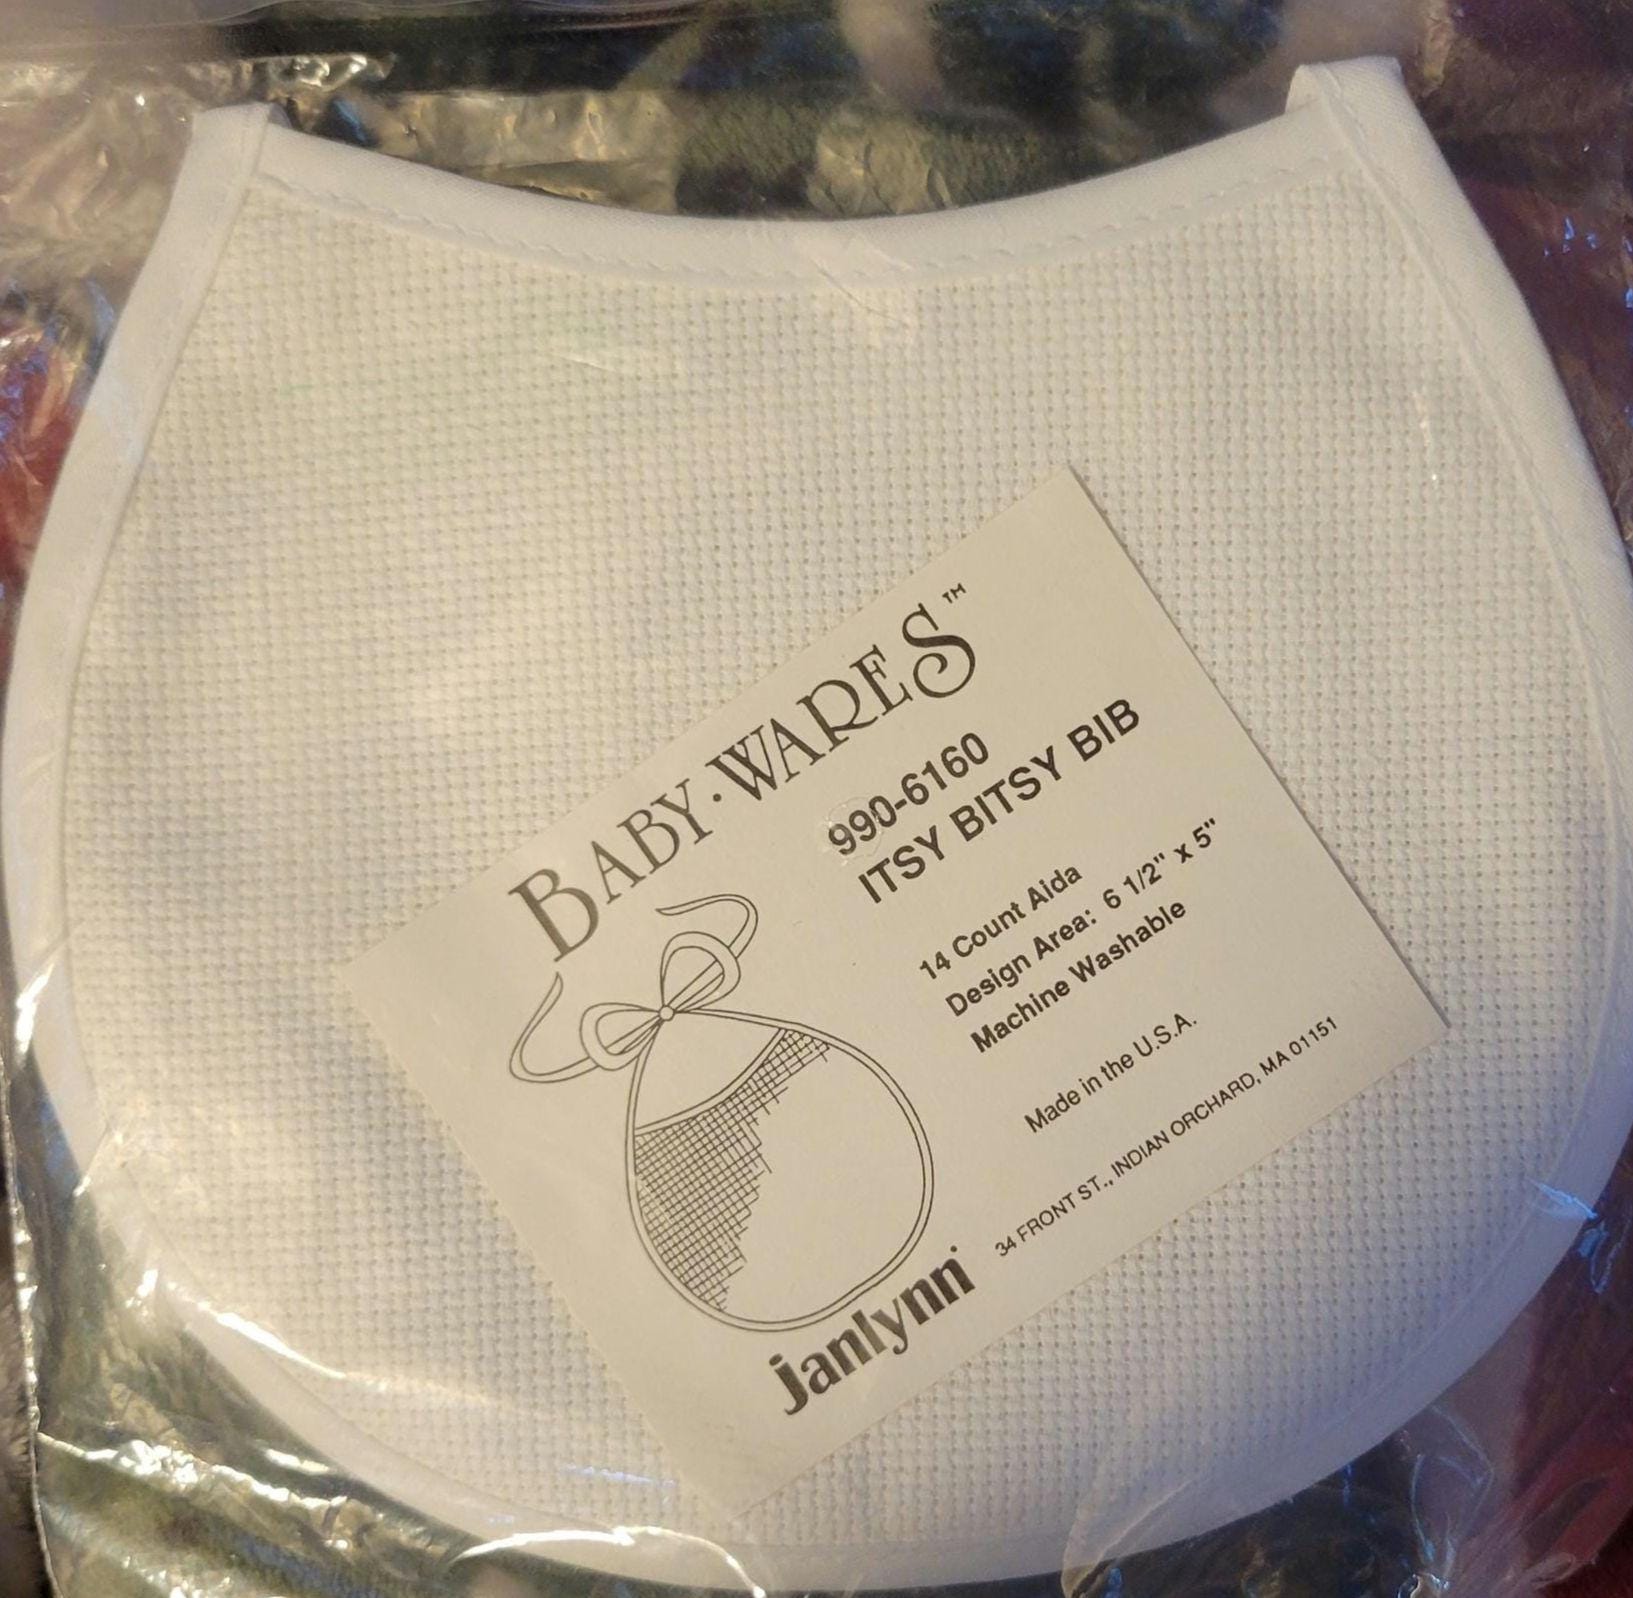 BABY·WARES™
990-6160
ITSY BITSY BIB
14 Count Aida
Design Area: 6 1/2" x 5"
Machine Washable
Made in the U.S.A.
janlynn 34 FRONT ST., INDIAN ORCHARD, MA 01151